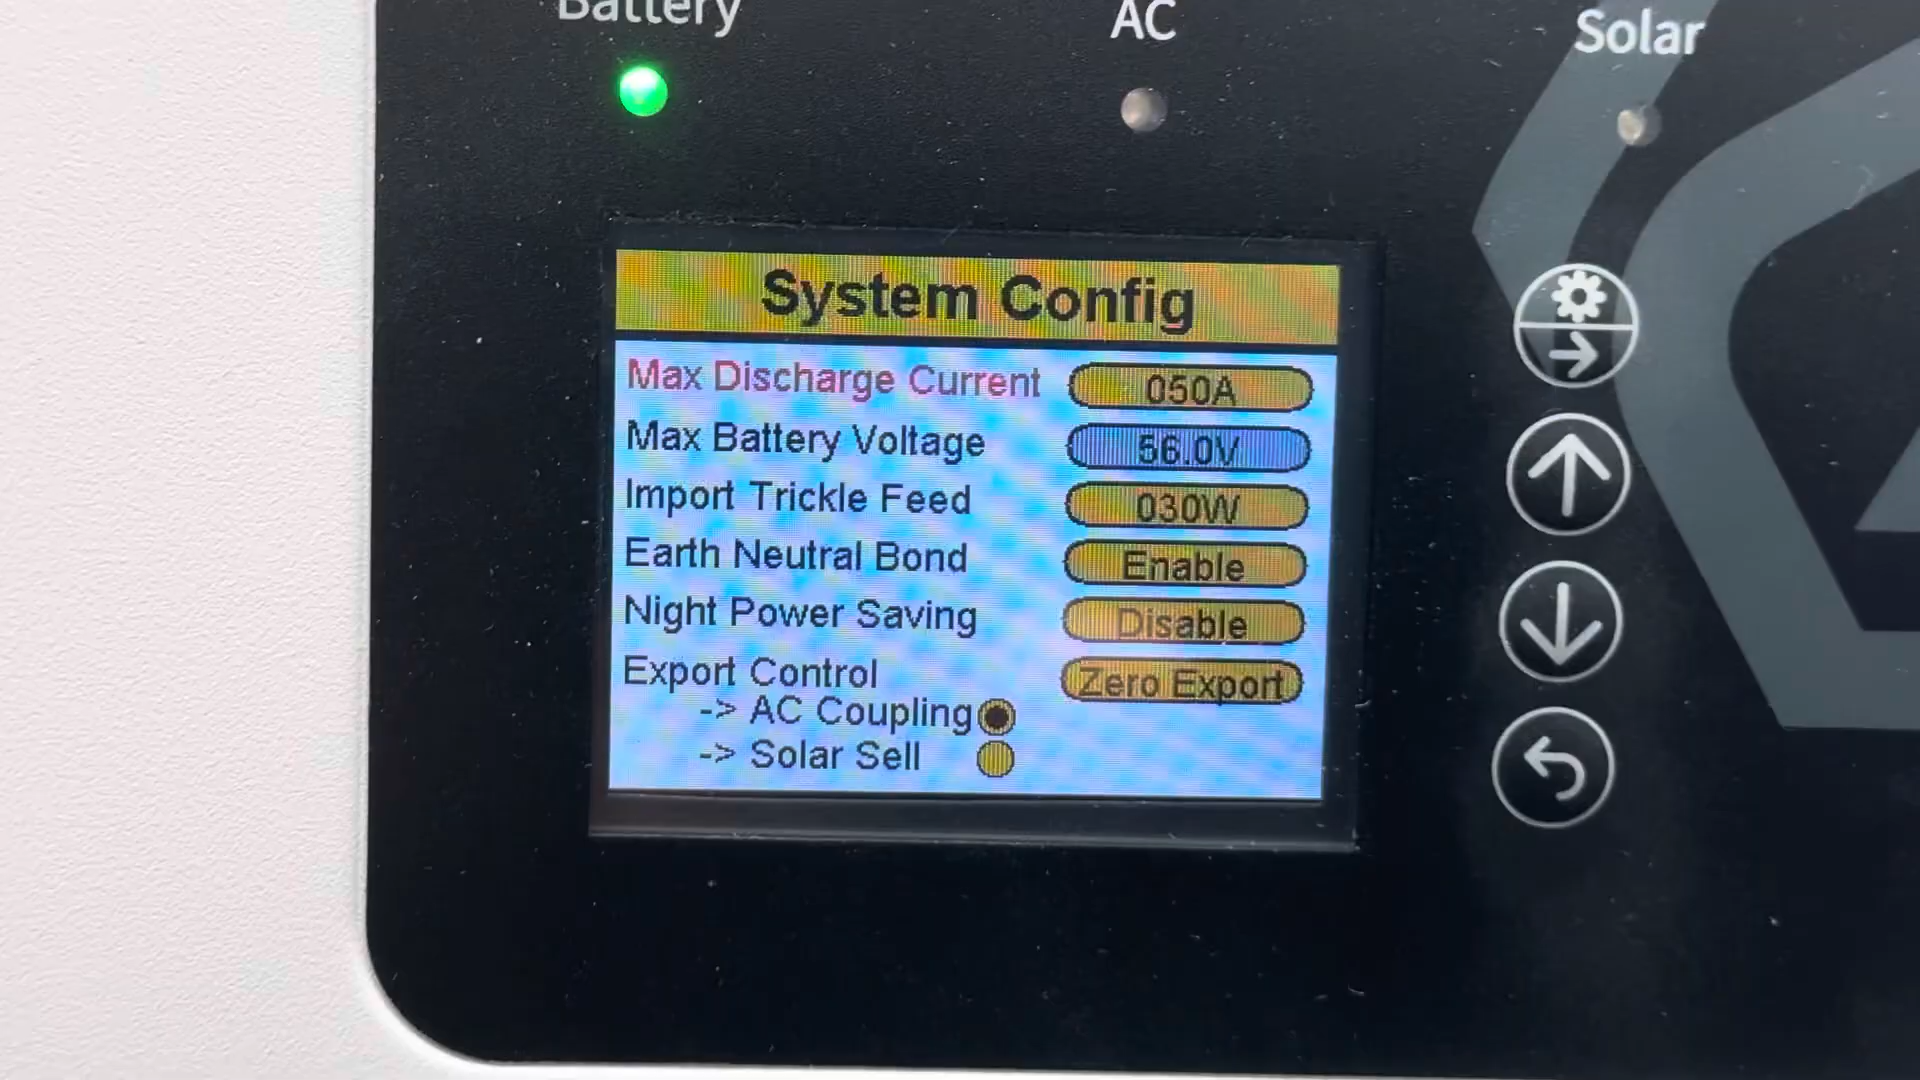 Battery
AC
Solar
System Config
Max Discharge Current 050A
Max Battery Voltage 56.0V
Import Trickle Feed 030W
Earth Neutral Bond Enable
Night Power Saving Disable
Export Control Zero Export
-> AC Coupling
-> Solar Sell